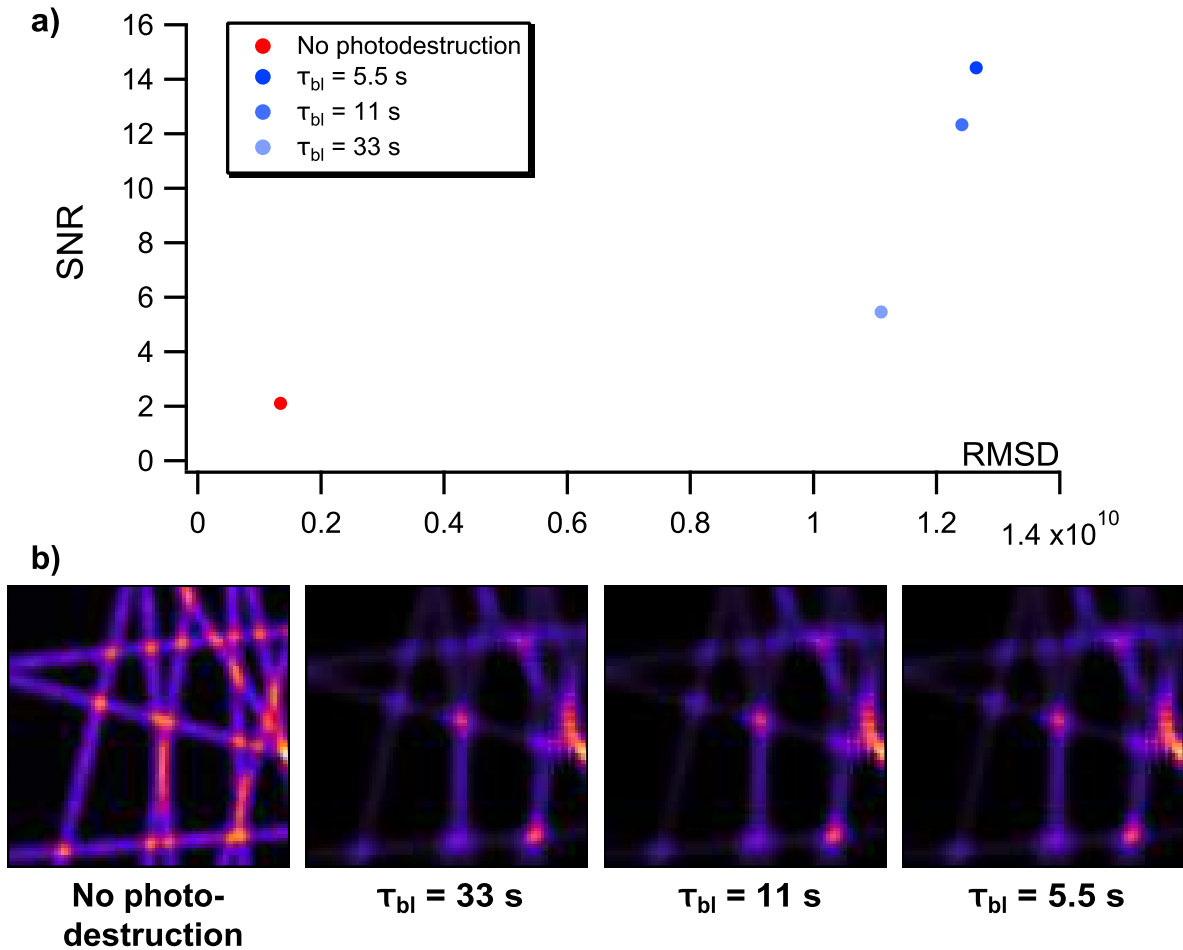 a)
16
14
12
10
8
6
4
2
0
SNR
No photodestruction
τbl = 5.5 s
τbl = 11 s
τbl = 33 s
RMSD
0 0.2 0.4 0.6 0.8 1 1.2 1.4 x10^10
b)
No photo- τbl = 33 s τbl = 11 s τbl = 5.5 s
destruction